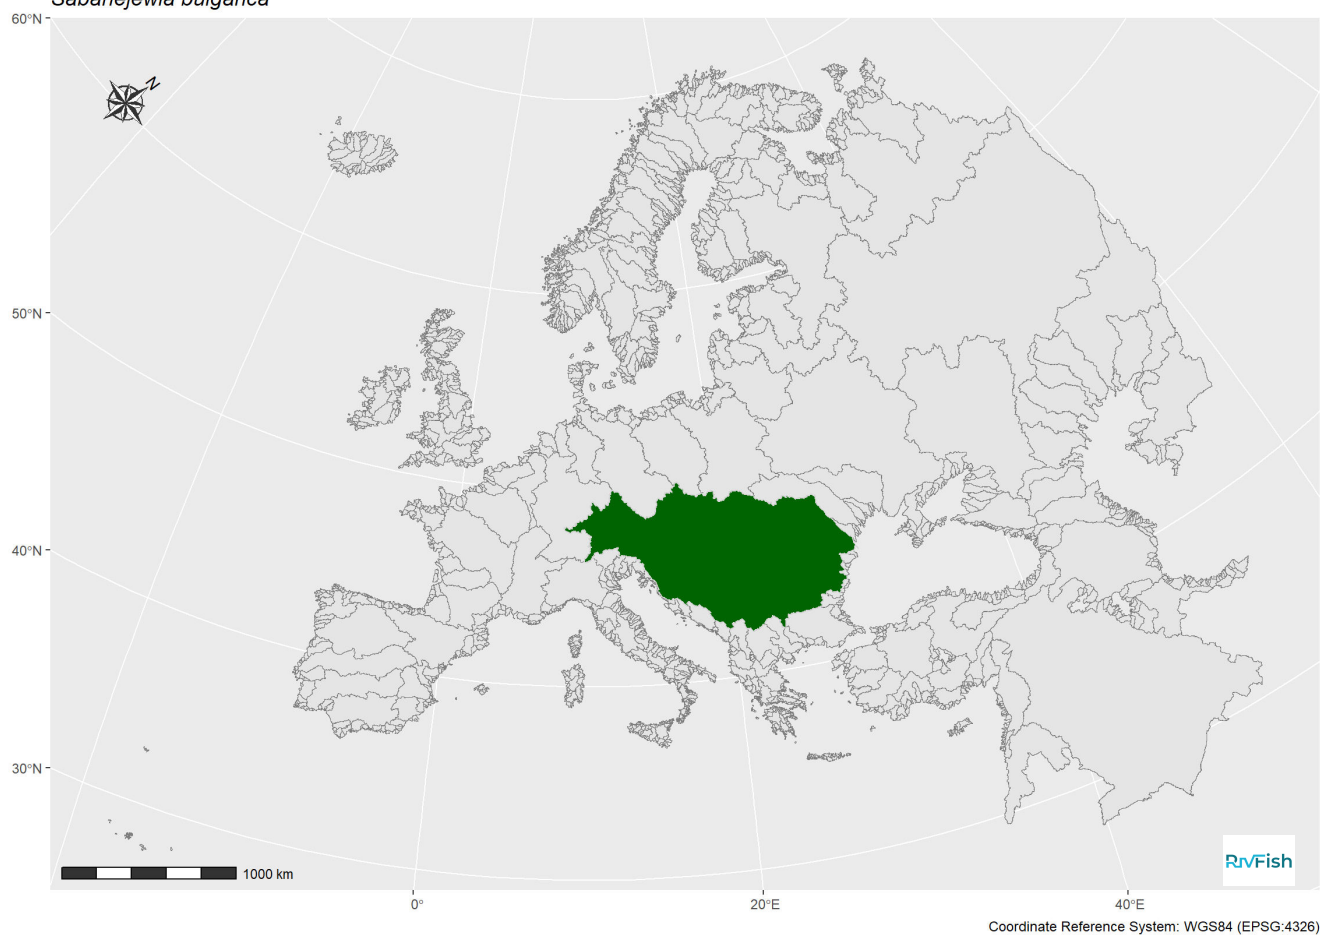 Sabanejewia bulgarica
60°N
N
50°N
40°N
30°N
1000 km
RIVFish
0°
20°E
40°E
Coordinate Reference System: WGS84 (EPSG:4326)